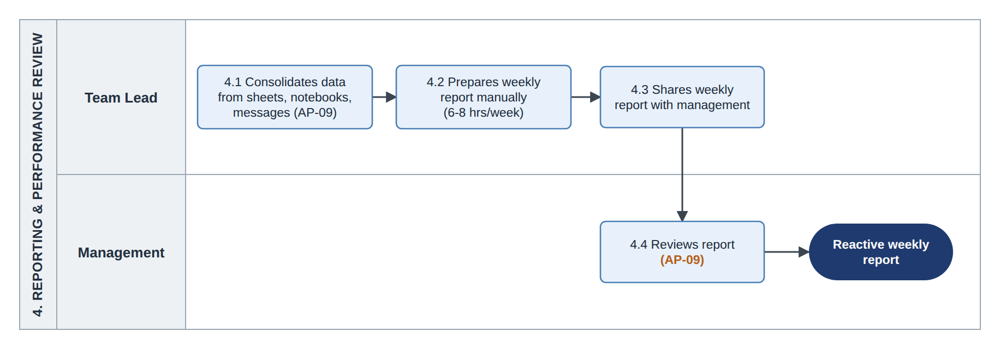 4. REPORTING & PERFORMANCE REVIEW
Team Lead
4.1 Consolidates data
from sheets, notebooks,
messages (AP-09)
4.2 Prepares weekly
report manually
(6-8 hrs/week)
4.3 Shares weekly
report with management
Management
4.4 Reviews report
(AP-09)
Reactive weekly
report